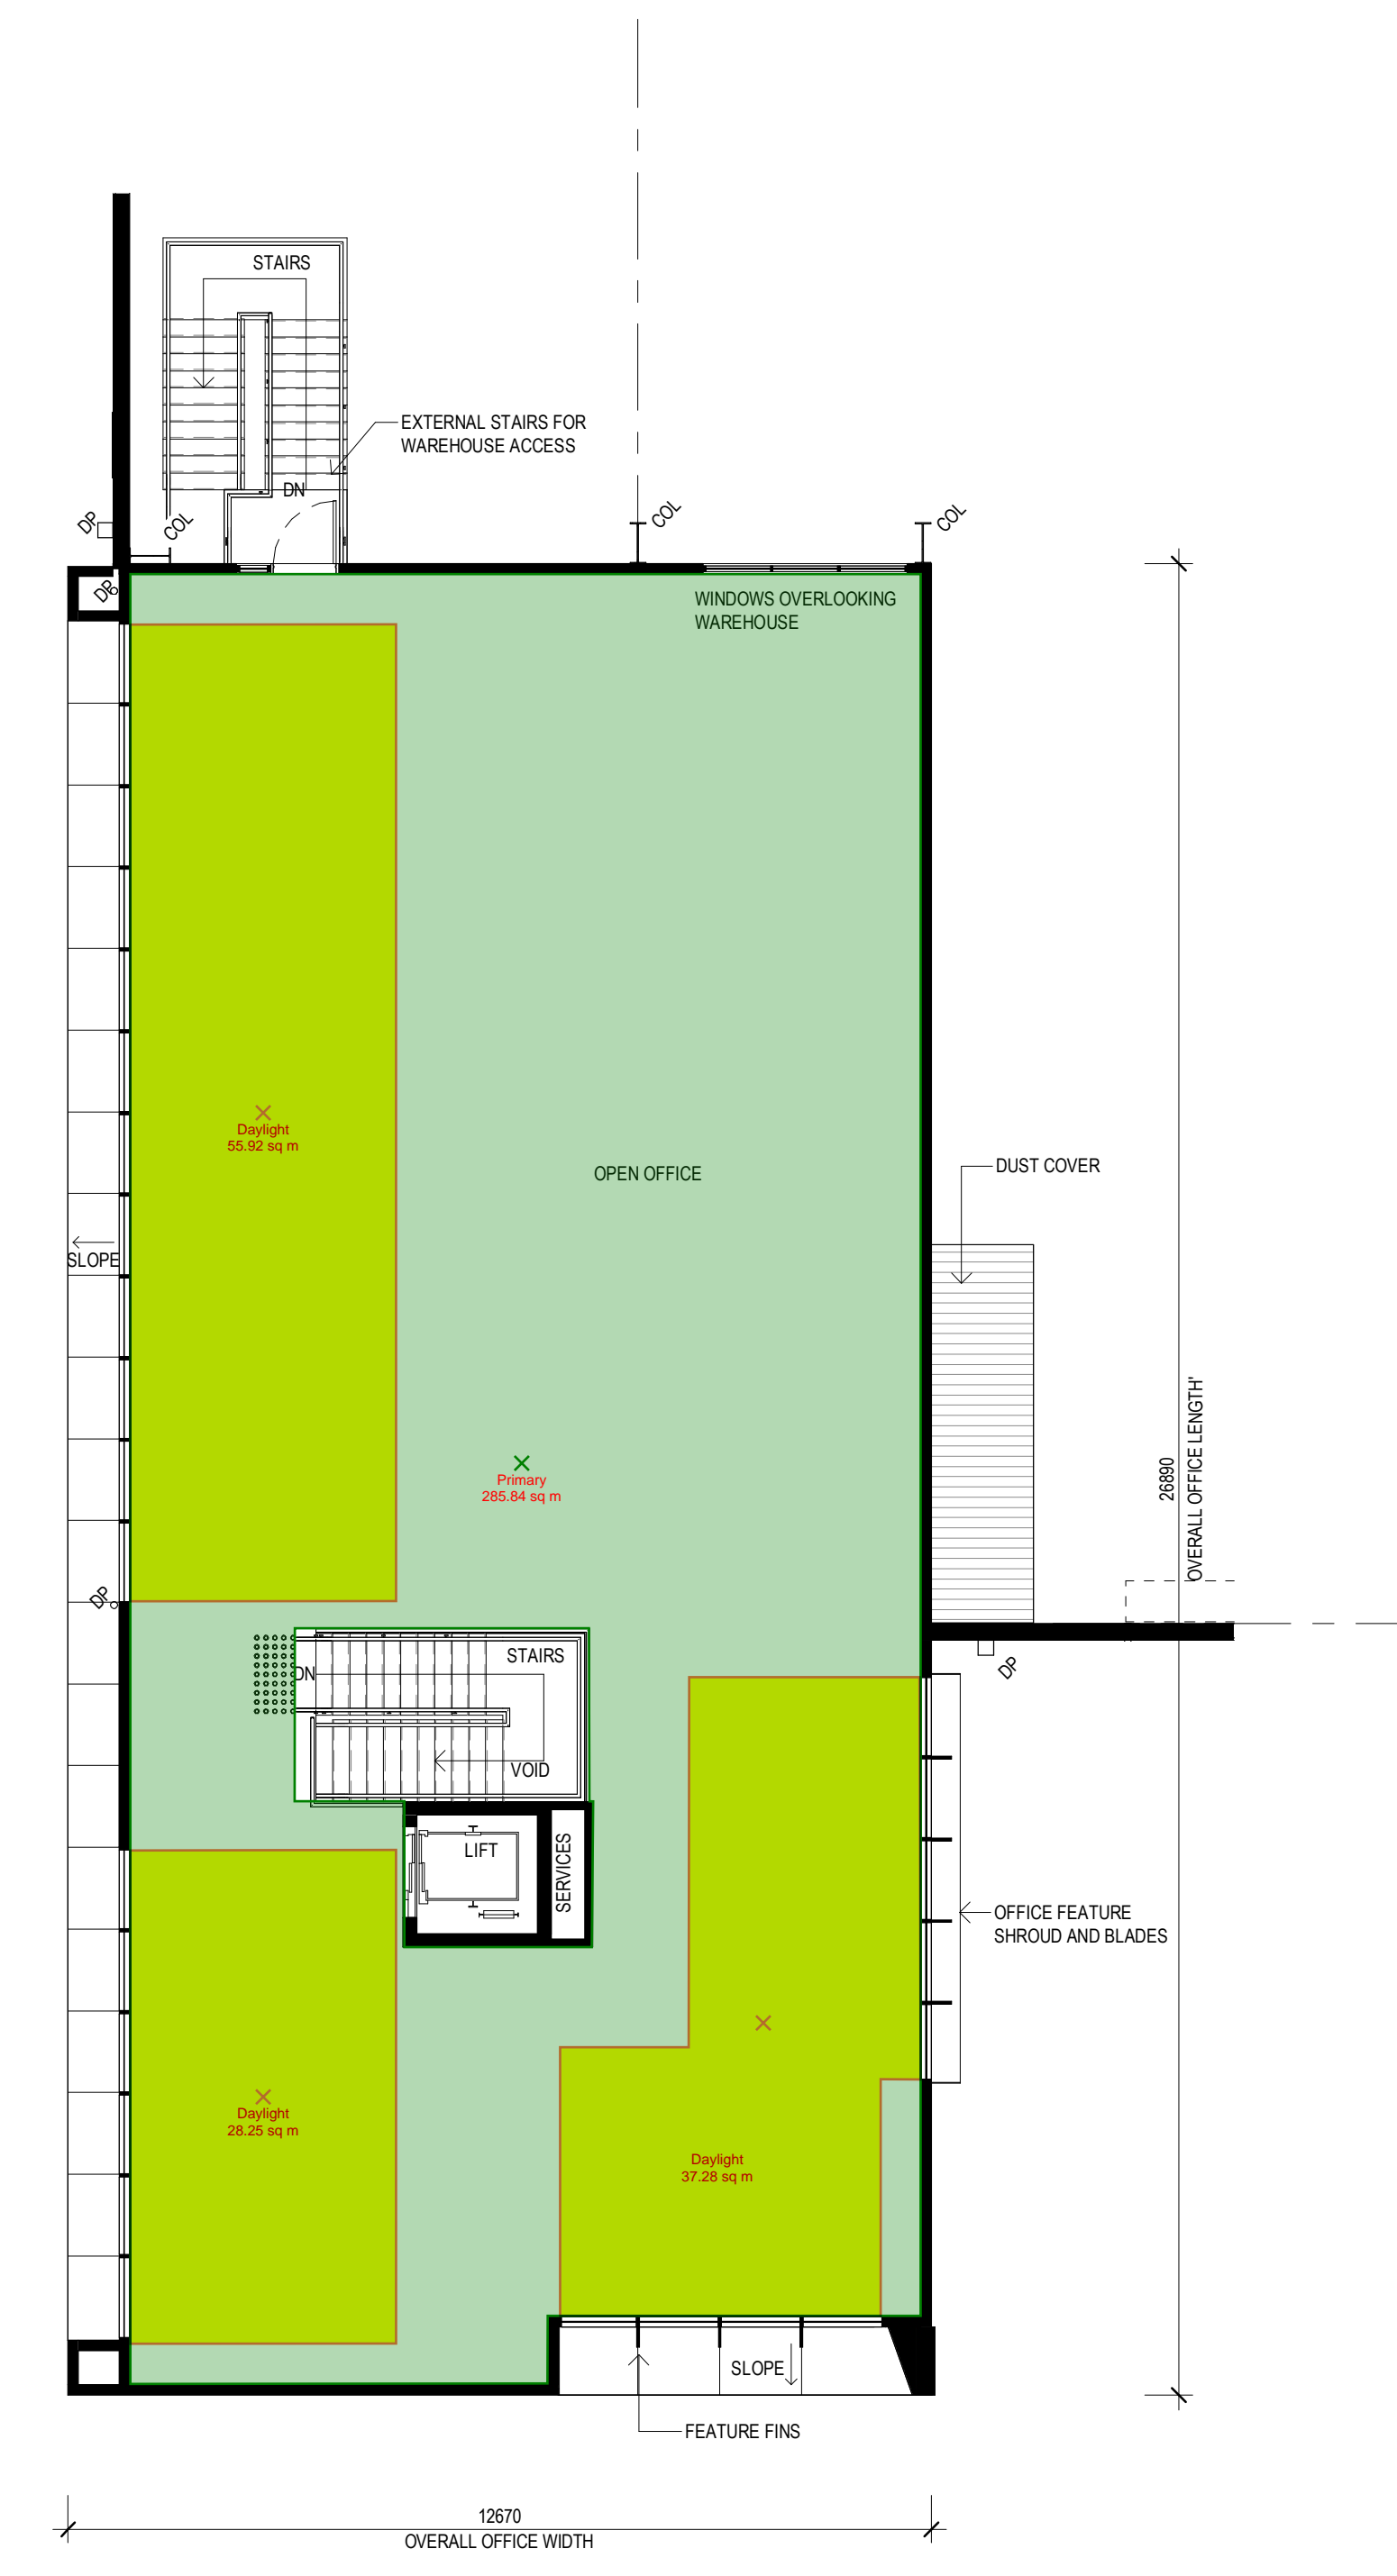 STAIRS
EXTERNAL STAIRS FOR
WAREHOUSE ACCESS
DN
DP
COL
COL
COL
DP
WINDOWS OVERLOOKING
WAREHOUSE
Daylight
55.92 sq m
OPEN OFFICE
DUST COVER
SLOPE
Primary
285.84 sq m
26890
OVERALL OFFICE LENGTH'
DP
STAIRS
DN
DP
VOID
LIFT
SERVICES
OFFICE FEATURE
SHROUD AND BLADES
Daylight
28.25 sq m
Daylight
37.28 sq m
SLOPE
FEATURE FINS
12670
OVERALL OFFICE WIDTH